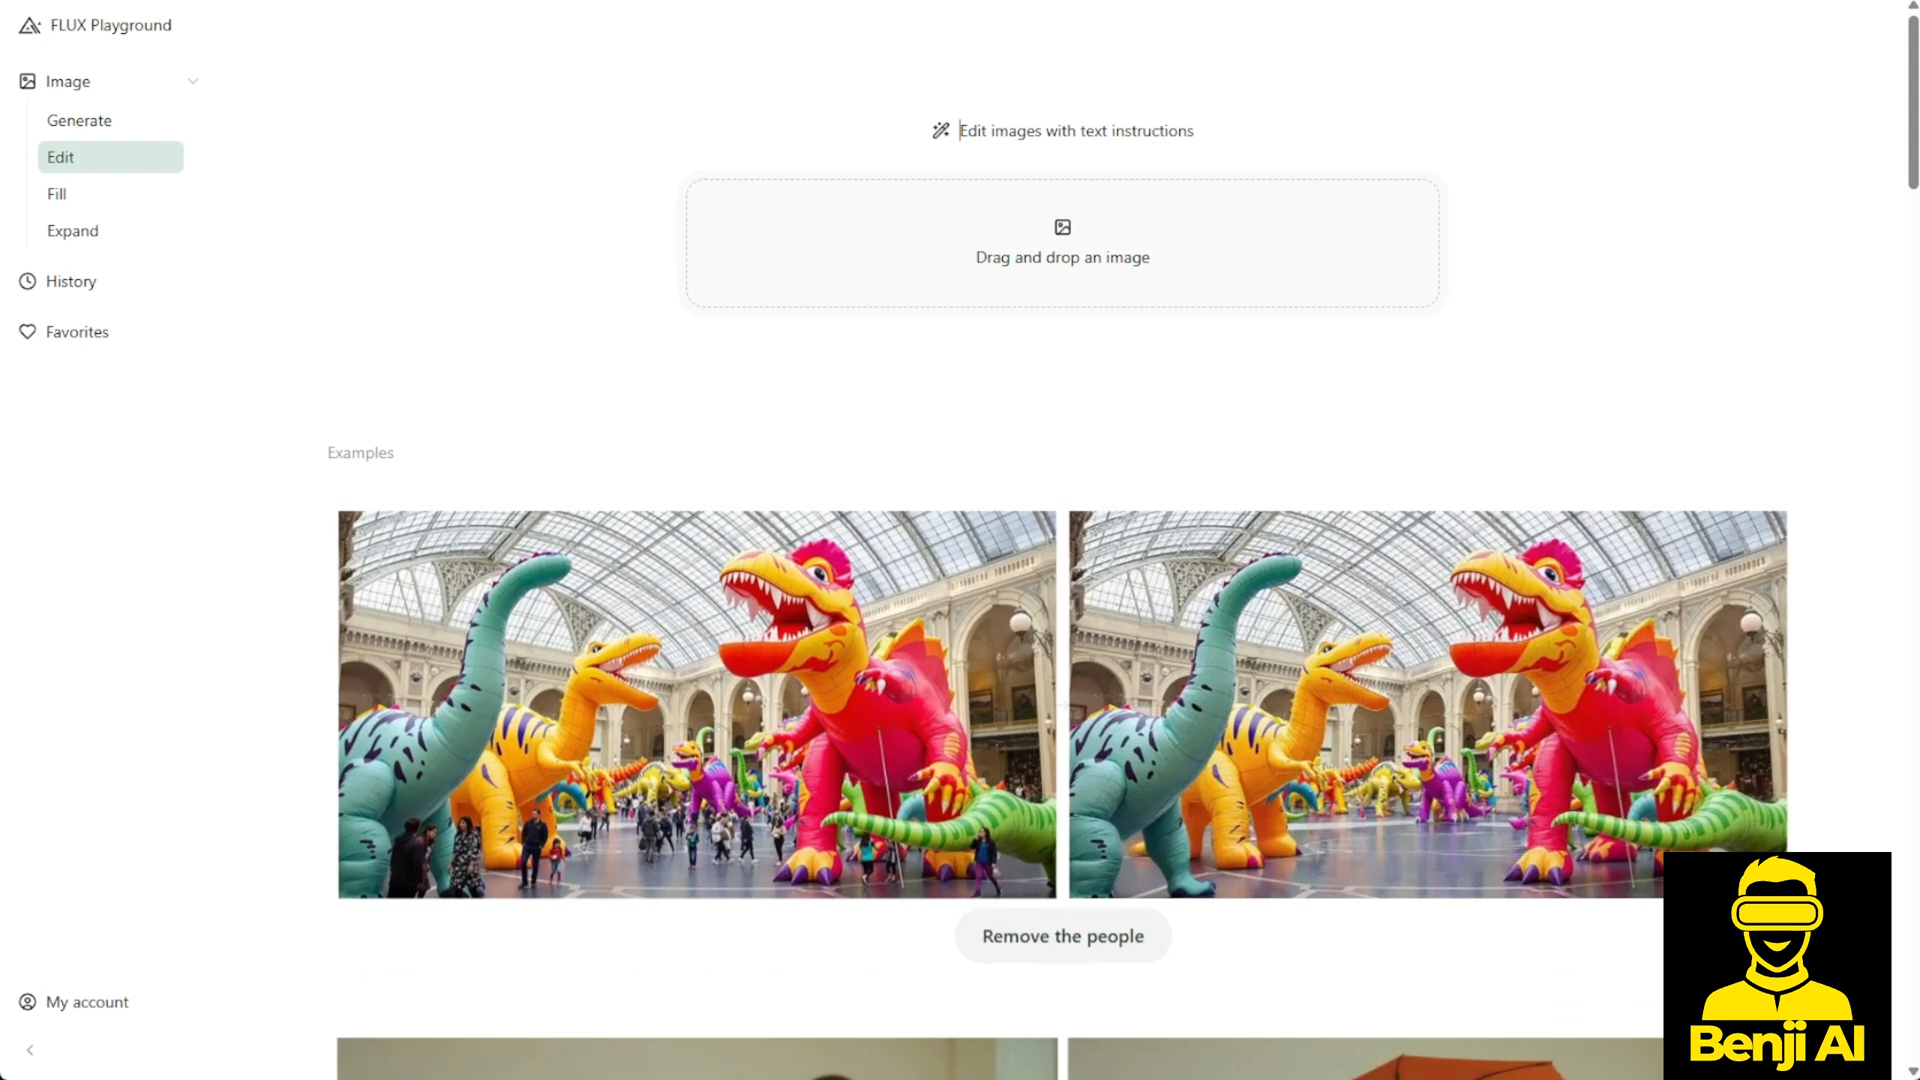 FLUX Playground
Image
Generate
Edit
Fill
Expand
History
Favorites
Edit images with text instructions
Drag and drop an image
Examples
Remove the people
My account
Benji AI